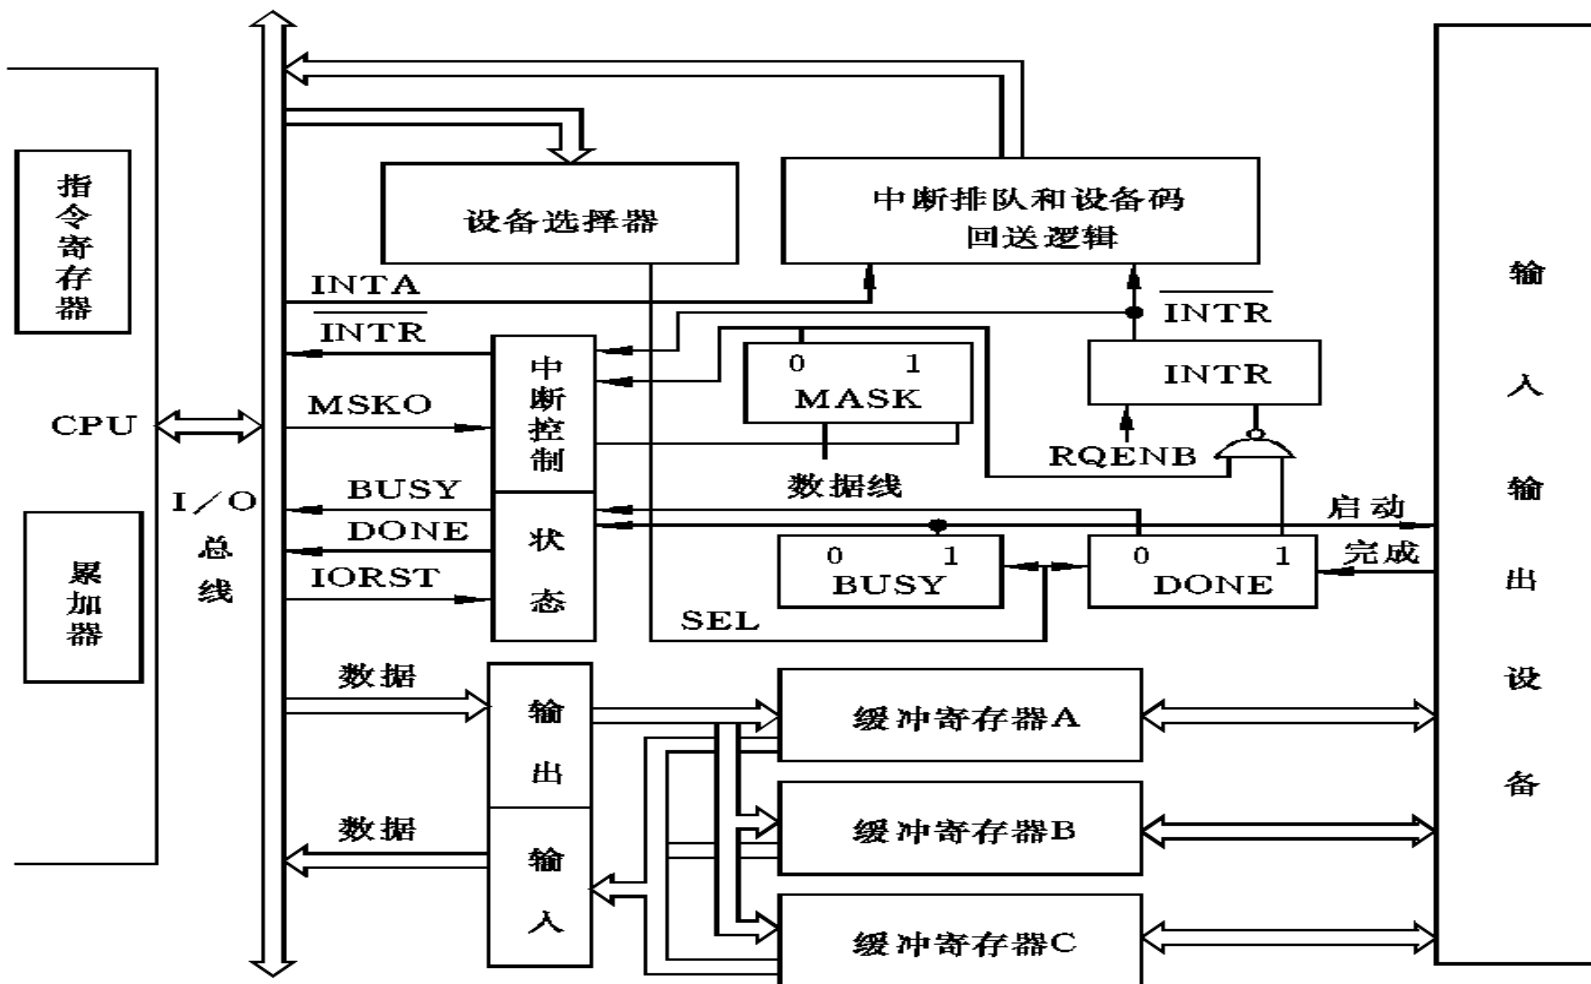 指令寄存器
累加器
CPU
I/O
总线
设备选择器
中断排队和设备码
回送逻辑
INTA
INTR
MSKO
BUSY
DONE
IORST
中断控制
状态
0 1
MASK
数据线
INTR
INTR
RQENB
启动
完成
0 1
BUSY
0 1
DONE
SEL
数据
数据
输出
输入
缓冲寄存器A
缓冲寄存器B
缓冲寄存器C
输入输出设备